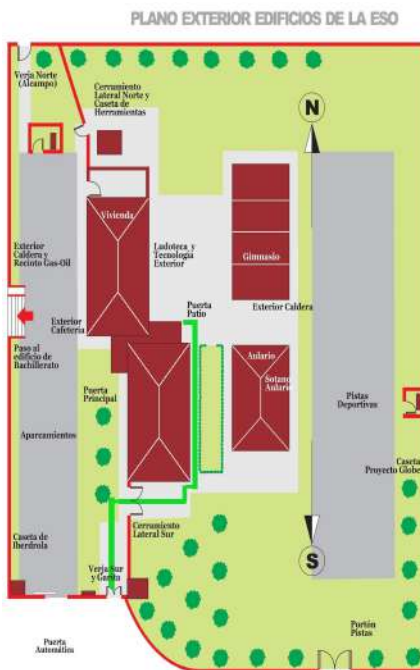 PLANO EXTERIOR EDIFICIOS DE LA ESO
Verja Norte
(Alcampo)
Cerramiento
Lateral Norte y
Caseta de
Herramientas
N
Vivienda
Exterior
Caldera y
Recinto Gas-Oil
Ludoteca y
Tecnología
Exterior
Gimnasio
Puerta
Patio
Exterior Caldera
Exterior
Cafetería
Paso al
edificio de
Bachillerato
Aulario
Sotano
Aulario
Puerta
Principal
Pistas
Deportivas
Aparcamientos
Caseta
Proyecto Globe
Cerramiento
Lateral Sur
Caseta de
Iberdrola
S
Verja Sur
y Garita
Puerta
Automática
Portón
Pistas